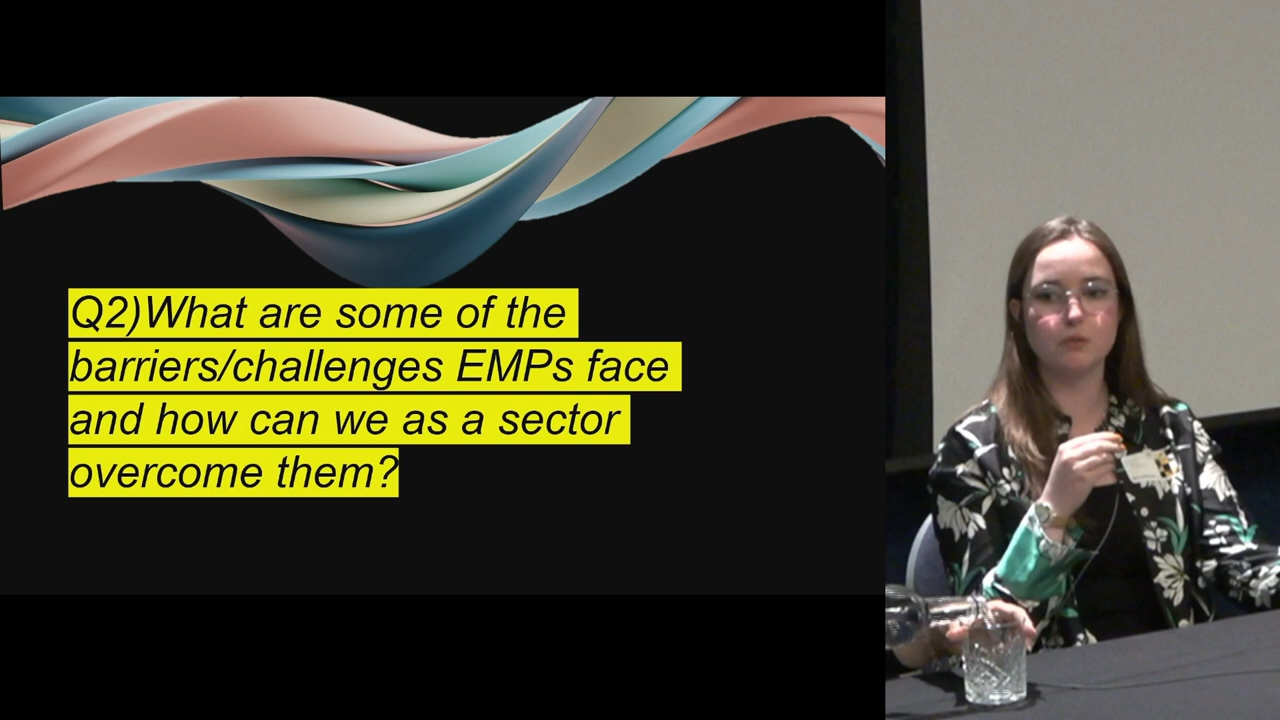 Q2)What are some of the
barriers/challenges EMPs face
and how can we as a sector
overcome them?